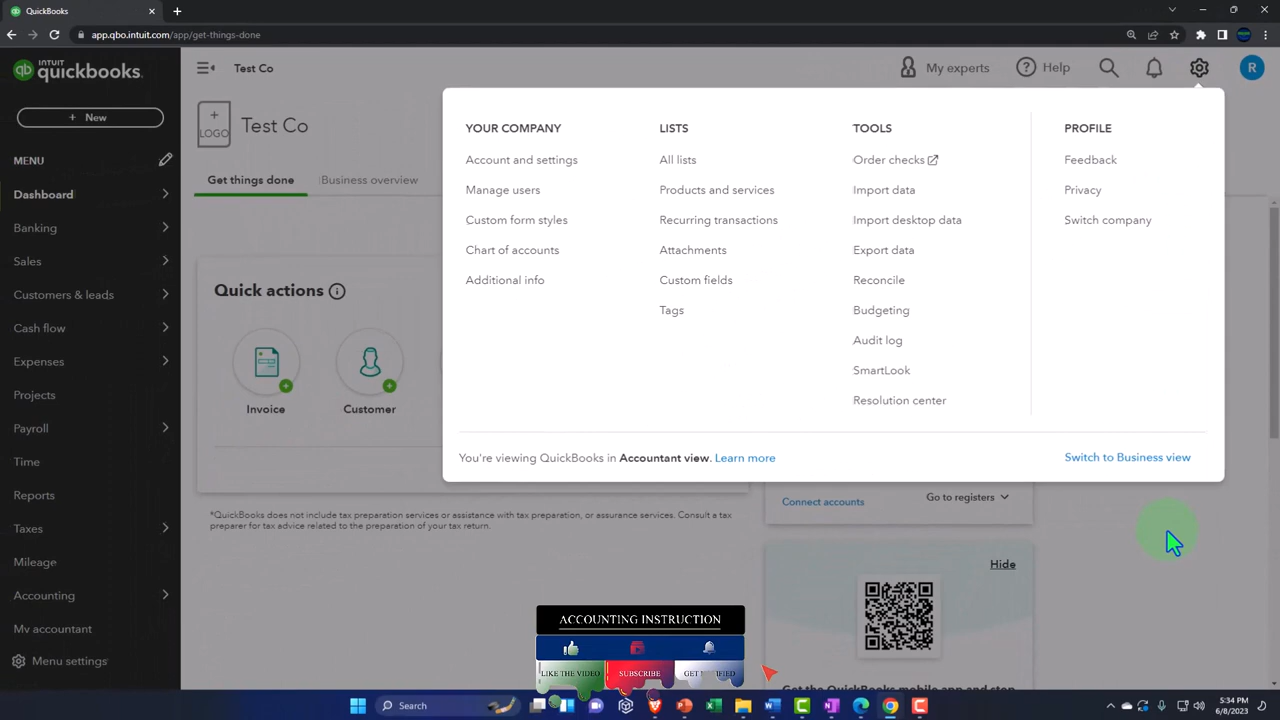 QuickBooks
app.qbo.intuit.com/app/get-things-done
INTUIT
quickbooks.
Test Co
My experts
Help
R
+ New
MENU
Dashboard
Banking
Sales
Customers & leads
Cash flow
Expenses
Projects
Payroll
Time
Reports
Taxes
Mileage
Accounting
My accountant
Menu settings
+
LOGO
Test Co
Get things done
Business overview
Quick actions
Invoice
Customer
YOUR COMPANY
Account and settings
Manage users
Custom form styles
Chart of accounts
Additional info
LISTS
All lists
Products and services
Recurring transactions
Attachments
Custom fields
Tags
TOOLS
Order checks
Import data
Import desktop data
Export data
Reconcile
Budgeting
Audit log
SmartLook
Resolution center
PROFILE
Feedback
Privacy
Switch company
You're viewing QuickBooks in Accountant view. Learn more
Switch to Business view
*QuickBooks does not include tax preparation services or assistance with tax preparation, or assurance services. Consult a tax
preparer for tax advice related to the preparation of your tax return.
Connect accounts
Go to registers
Hide
ACCOUNTING INSTRUCTION
LIKE THE VIDEO
SUBSCRIBE
Search
5:34 PM
6/8/2023